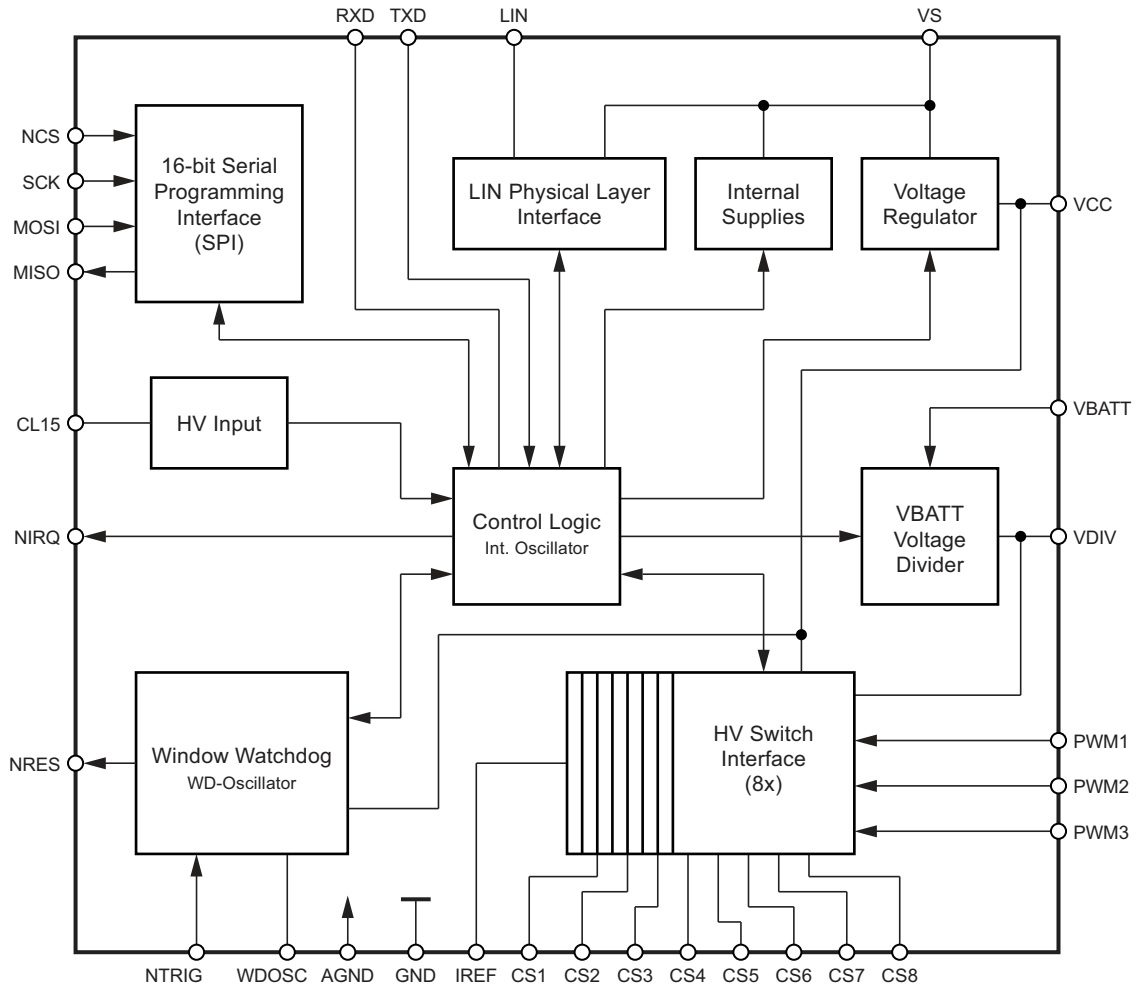 RXD
TXD
LIN
VS
NCS
SCK
MOSI
MISO
16-bit Serial
Programming
Interface
(SPI)
LIN Physical Layer
Interface
Internal
Supplies
Voltage
Regulator
VCC
CL15
HV Input
VBATT
NIRQ
Control Logic
Int. Oscillator
VBATT
Voltage
Divider
VDIV
NRES
Window Watchdog
WD-Oscillator
HV Switch
Interface
(8x)
PWM1
PWM2
PWM3
NTRIG
WDOSC
AGND
GND
IREF
CS1
CS2
CS3
CS4
CS5
CS6
CS7
CS8